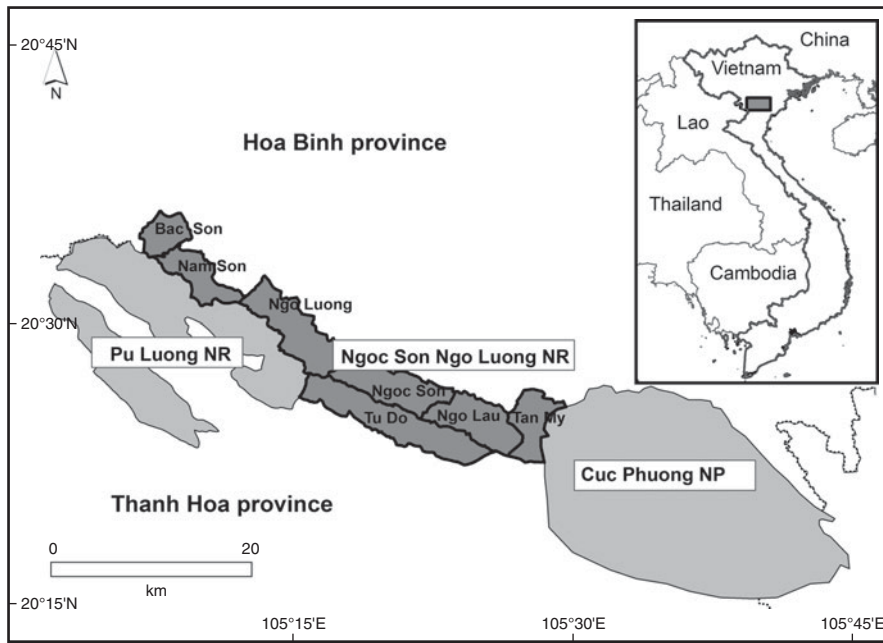 20°45'N
N
Hoa Binh province
China
Vietnam
Lao
Thailand
Cambodia
Bac Son
Nam Son
Ngo Luong
20°30'N
Pu Luong NR
Ngoc Son Ngo Luong NR
Ngoc Son
Tu Do
Ngo Lau
Tan My
Cuc Phuong NP
Thanh Hoa province
0 20
km
20°15'N
105°15'E
105°30'E
105°45'E